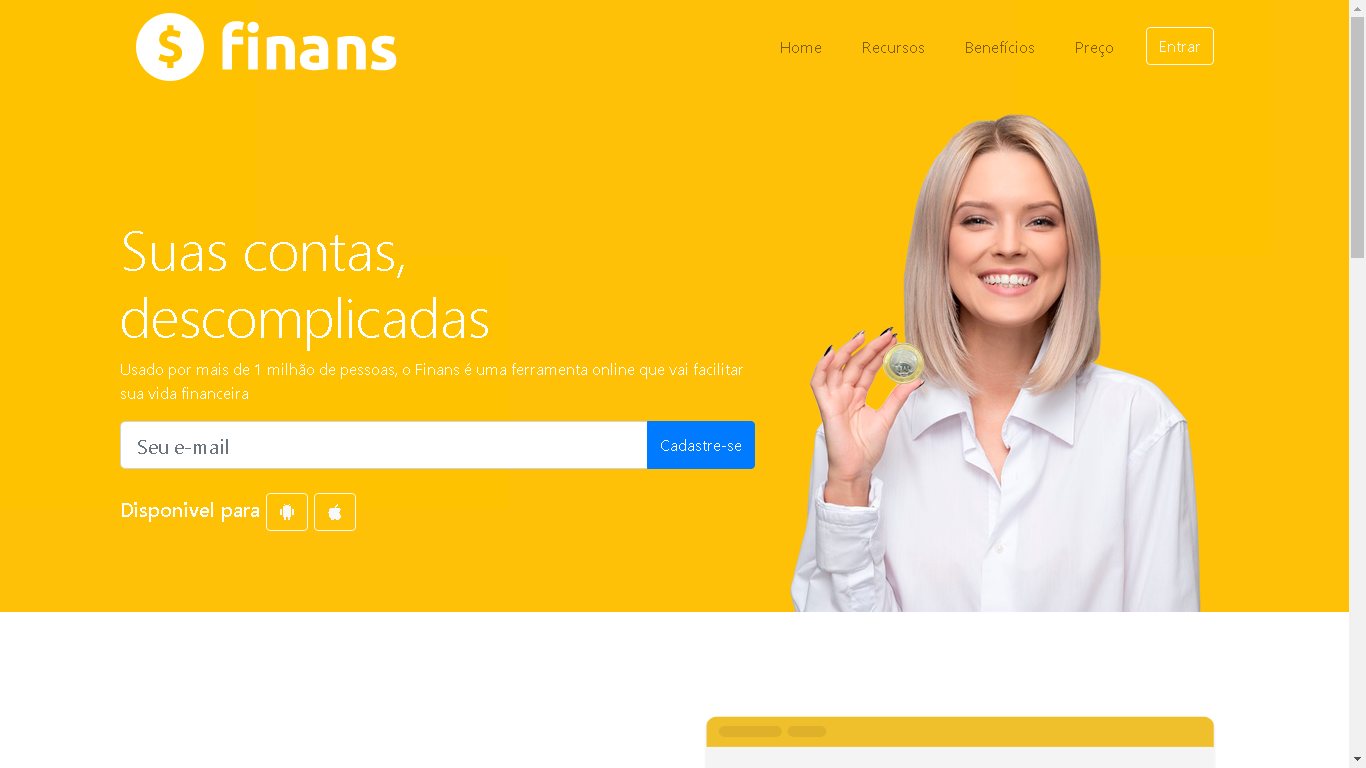 $ finans
Home Recursos Benefícios Preço Entrar
Suas contas,
descomplicadas
Usado por mais de 1 milhão de pessoas, o Finans é uma ferramenta online que vai facilitar
sua vida financeira
Seu e-mail Cadastre-se
Disponivel para